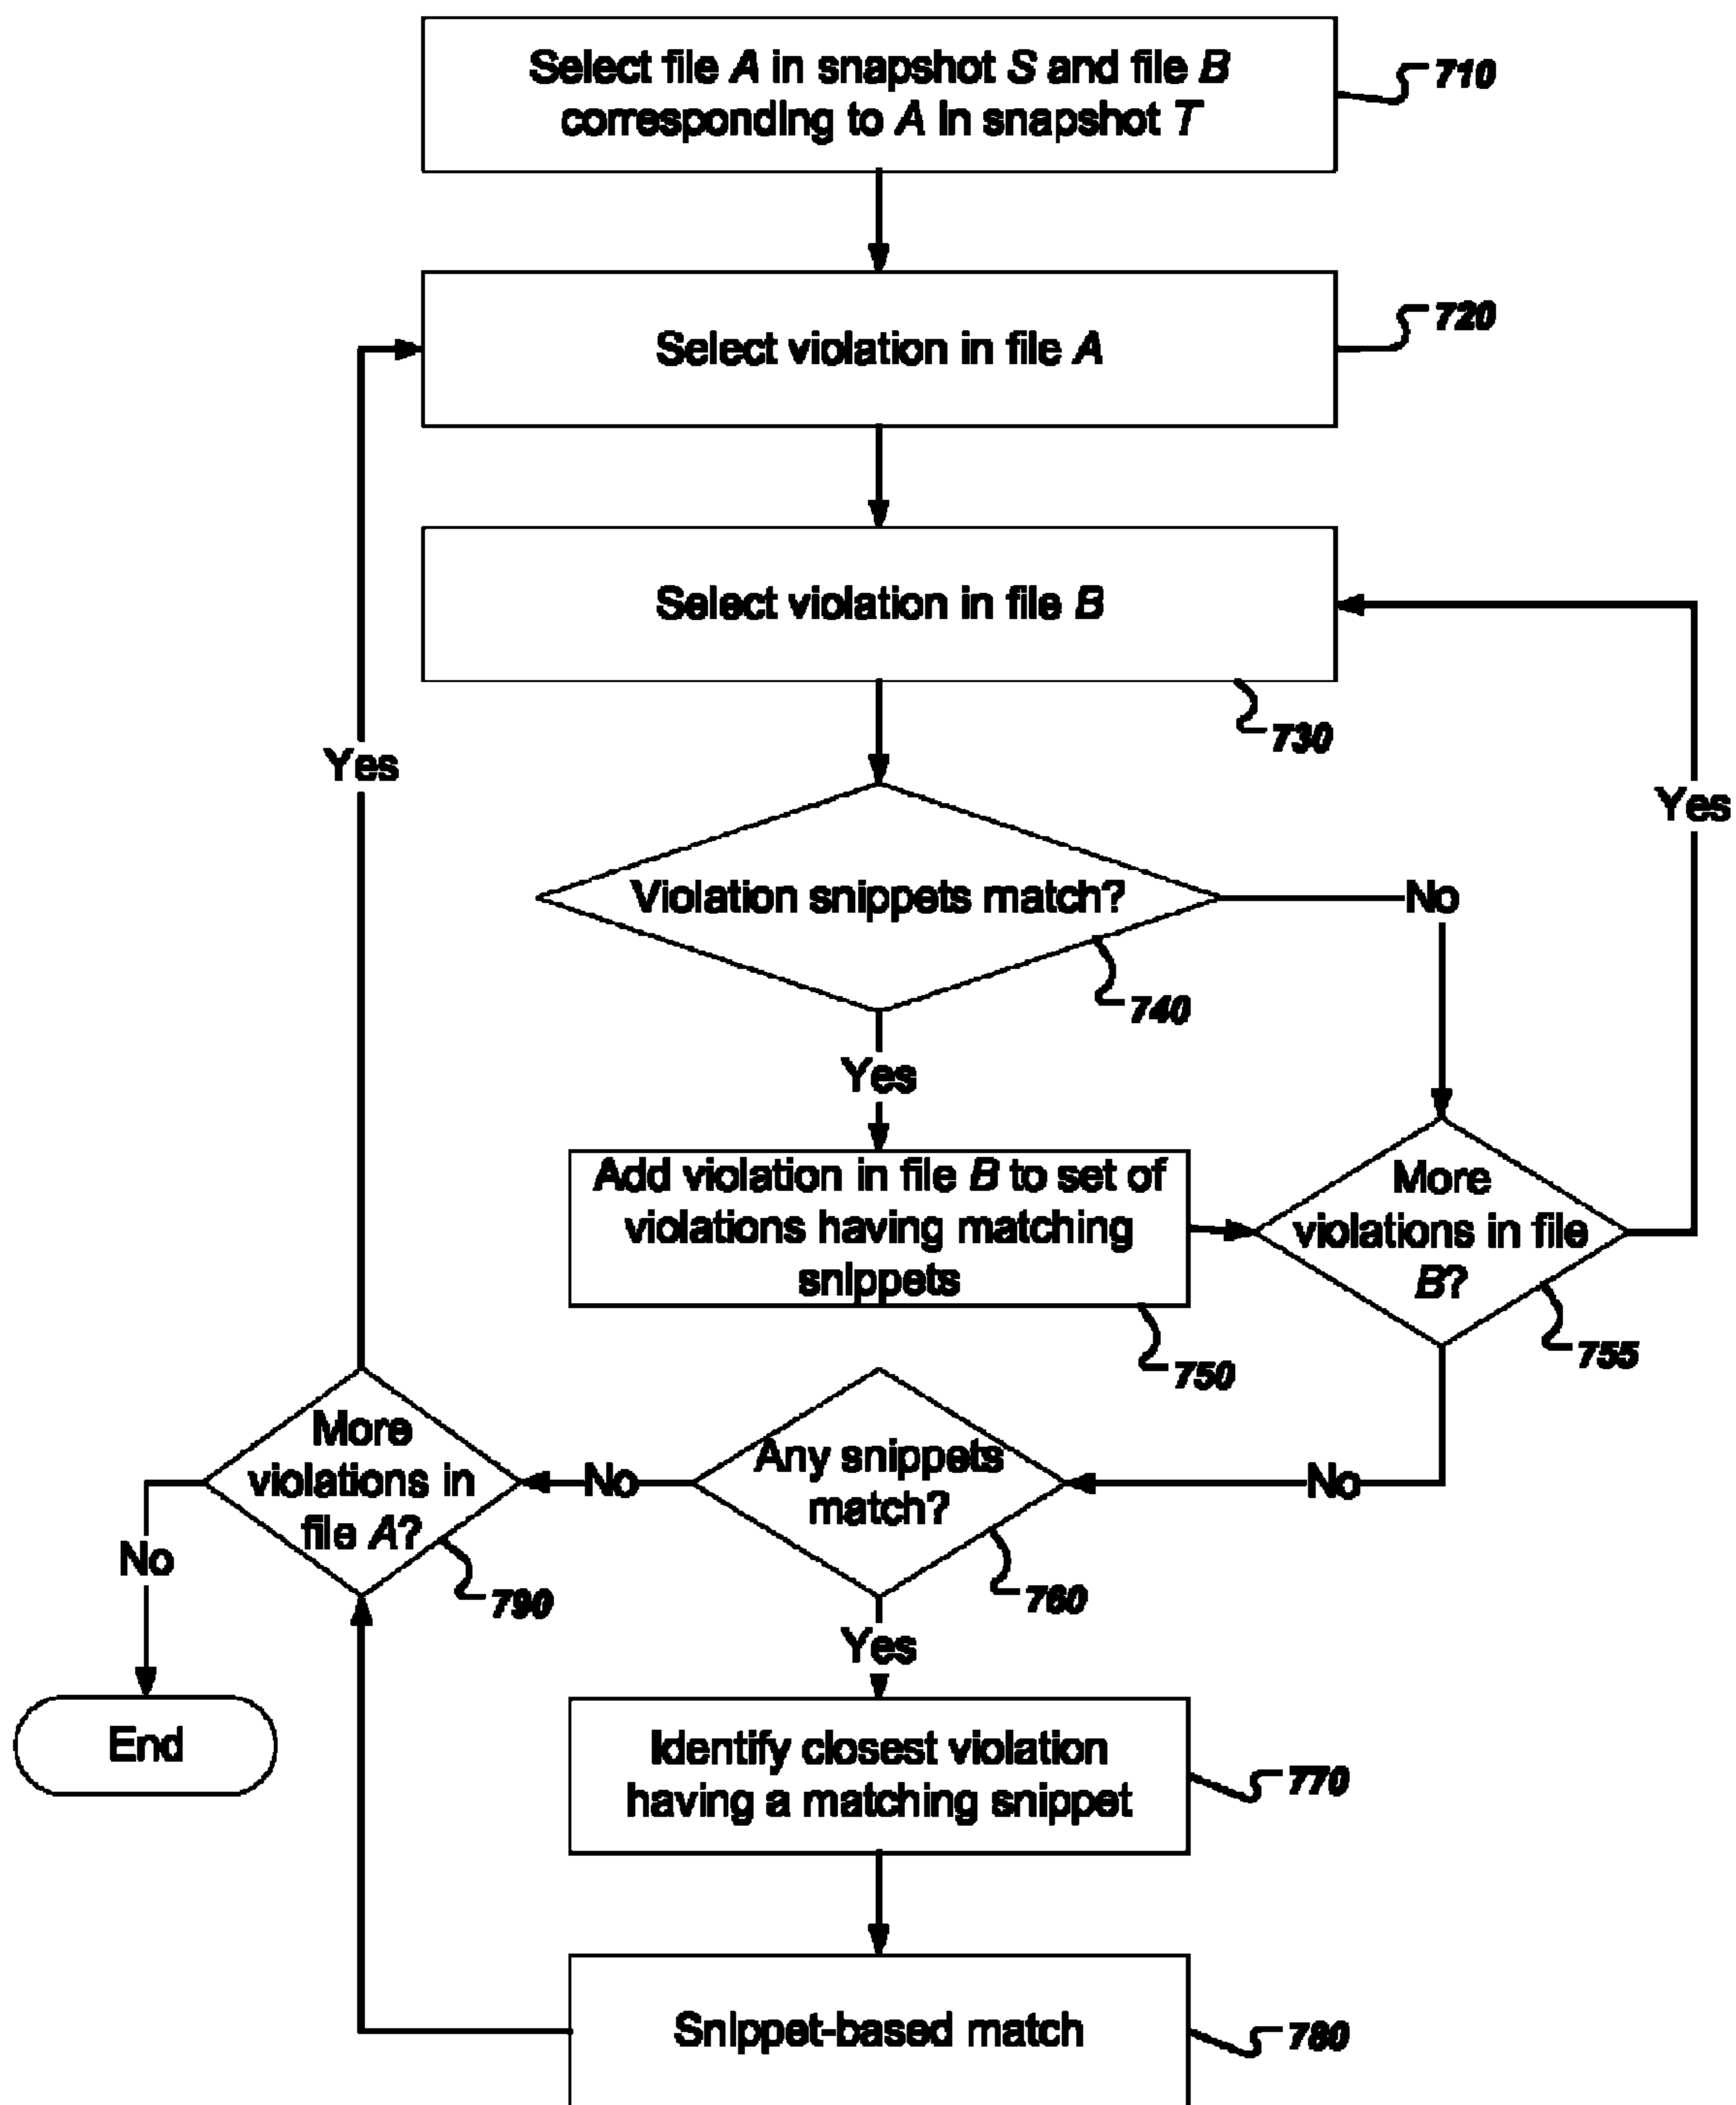 Select file A in snapshot S and file B
corresponding to A in snapshot T
710
Select violation in file A
720
Select violation in file B
730
Yes
Yes
Violation snippets match?
No
740
Yes
Add violation in file B to set of
violations having matching
snippets
750
More
violations in file
B?
755
More
violations in
file A?
790
No
Any snippets
match?
760
No
No
Yes
End
Identify closest violation
having a matching snippet
770
Snippet-based match
780